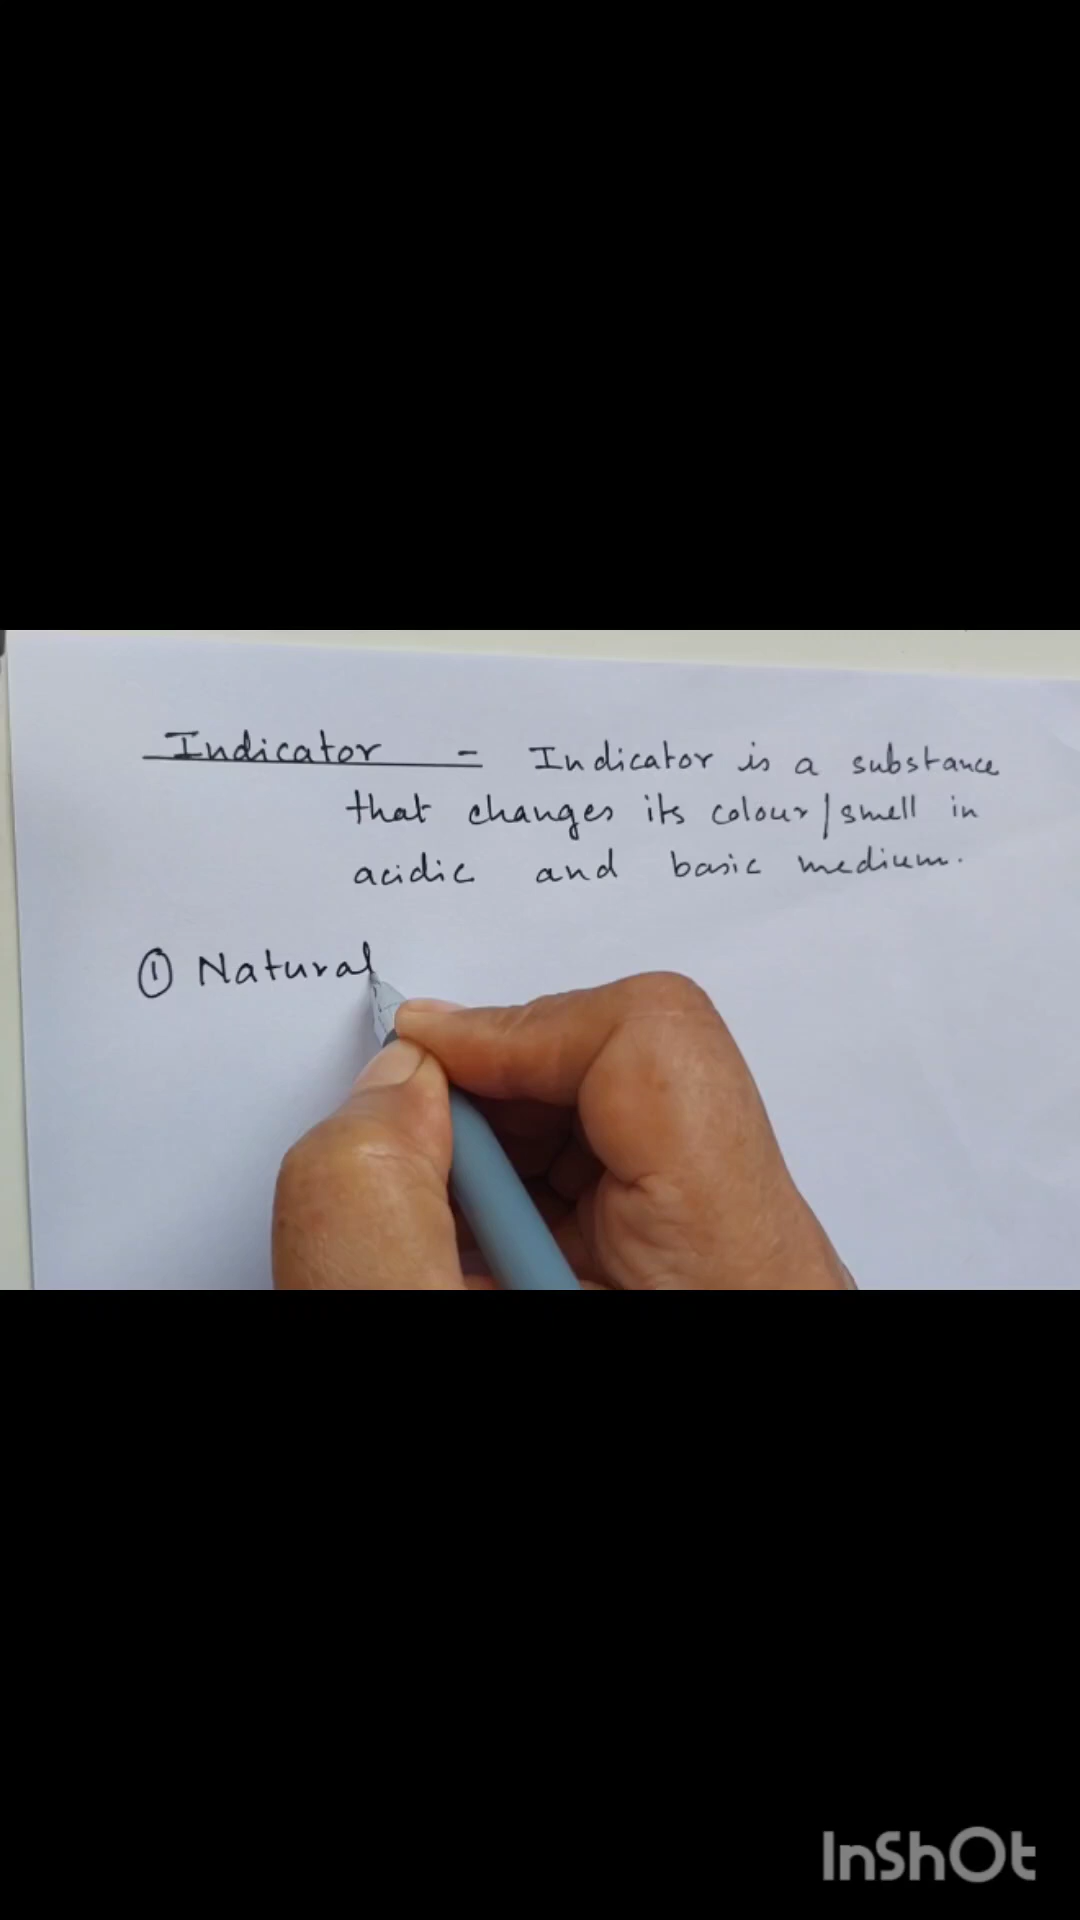 Indicator - Indicator is a substance
that changes its colour/smell in
acidic and basic medium.
① Natural
InShOt